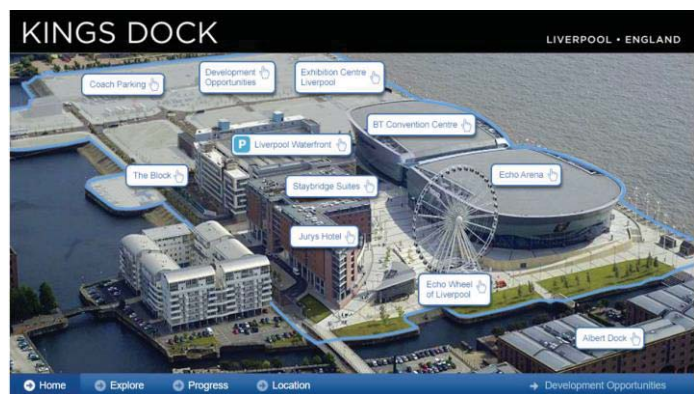 KINGS DOCK
LIVERPOOL • ENGLAND
Coach Parking
Development
Opportunities
Exhibition Centre
Liverpool
BT Convention Centre
P Liverpool Waterfront
The Block
Staybridge Suites
Echo Arena
Jurys Hotel
Echo Wheel
of Liverpool
Albert Dock
Home
Explore
Progress
Location
Development Opportunities